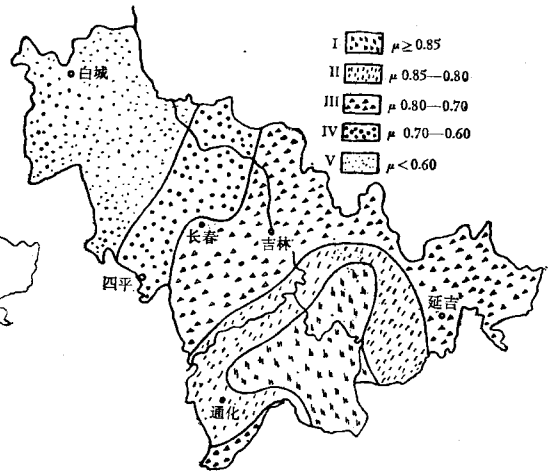 I μ≥0.85
II μ 0.85—0.80
III μ 0.80—0.70
IV μ 0.70—0.60
V μ<0.60
白城
长春
吉林
四平
延吉
通化